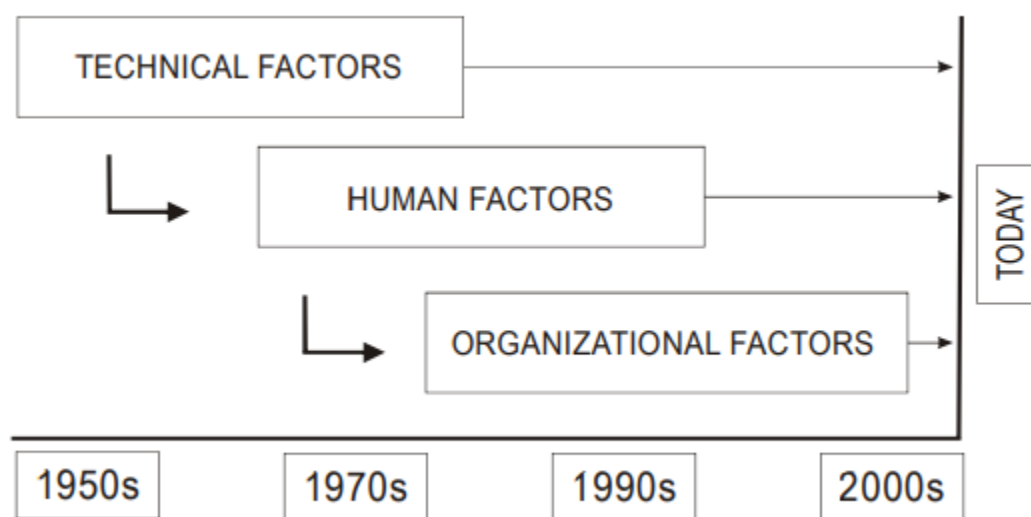 TECHNICAL FACTORS
HUMAN FACTORS
TODAY
ORGANIZATIONAL FACTORS
1950s
1970s
1990s
2000s